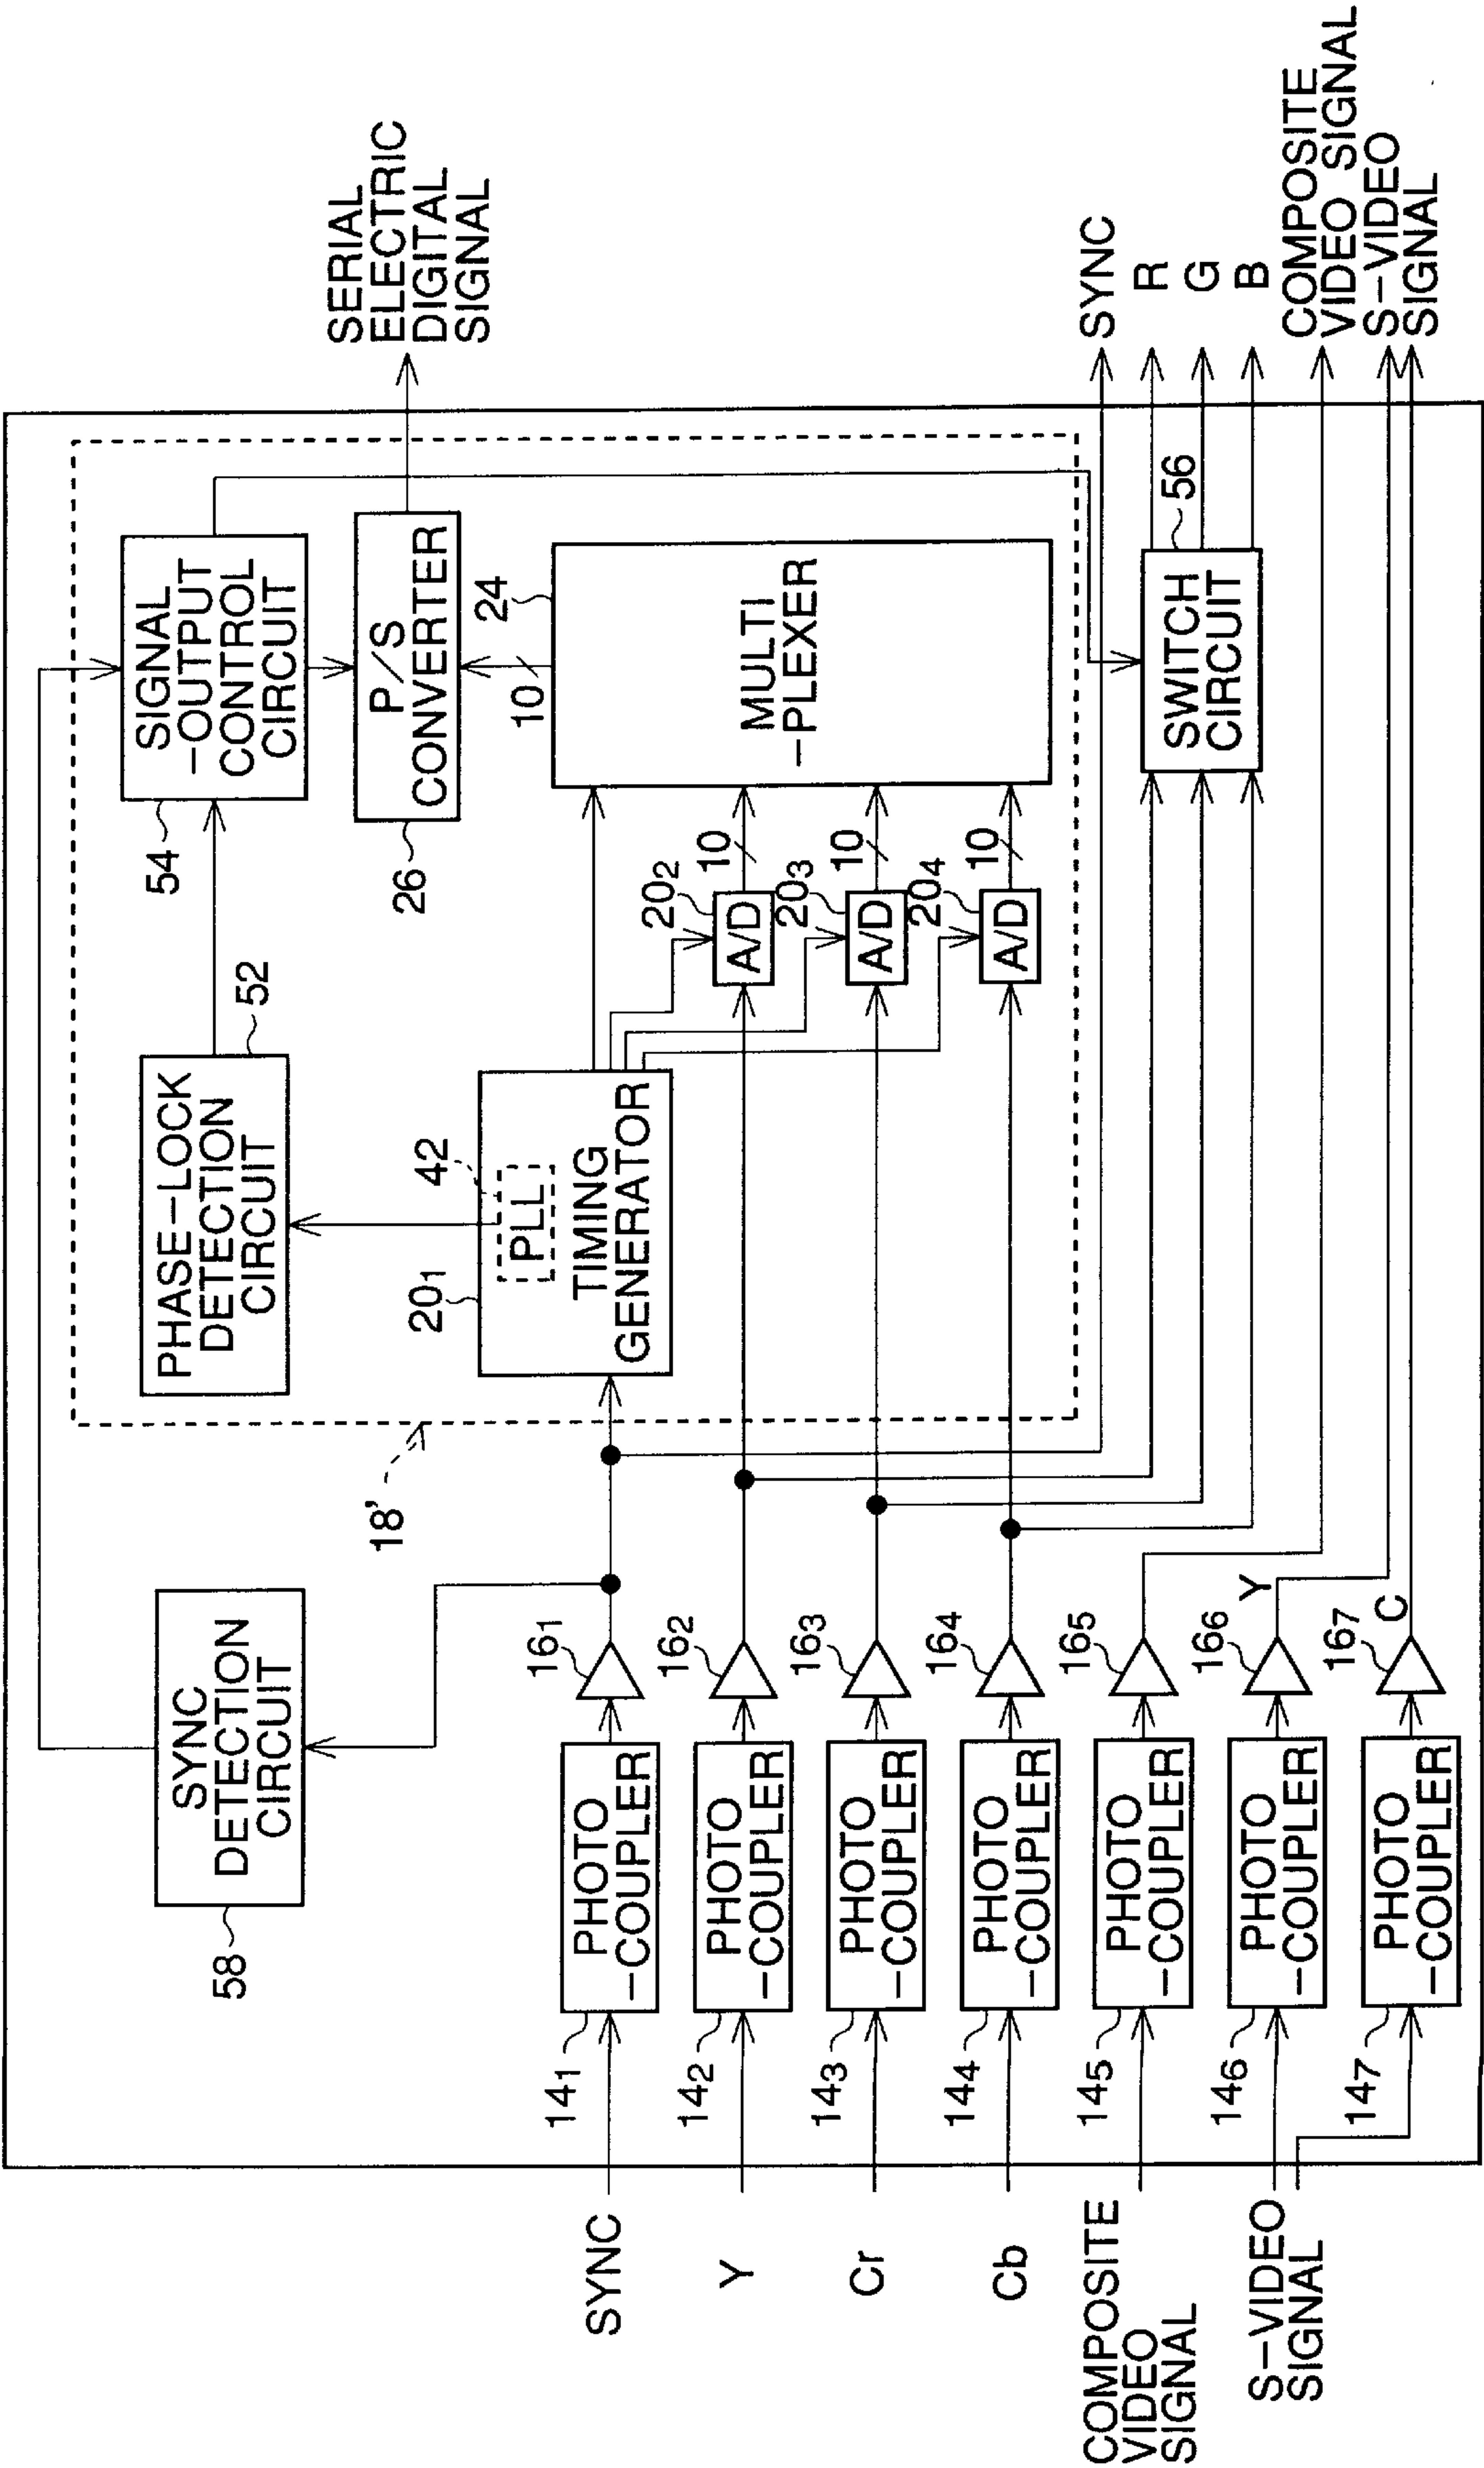 SYNC
DETECTION
CIRCUIT
58
PHASE-LOCK
DETECTION
CIRCUIT
52
SIGNAL
-OUTPUT
CONTROL
CIRCUIT
54
SERIAL
ELECTRIC
DIGITAL
SIGNAL
P/S
CONVERTER
26
10
24
MULTI
-PLEXER
18'
201
42
PLL
TIMING
GENERATOR
202
A/D
10
203
A/D
10
204
A/D
10
SYNC
141
PHOTO
-COUPLER
161
Y
142
PHOTO
-COUPLER
162
Cr
143
PHOTO
-COUPLER
163
Cb
144
PHOTO
-COUPLER
164
COMPOSITE
VIDEO
SIGNAL
145
PHOTO
-COUPLER
165
S-VIDEO
SIGNAL
146
PHOTO
-COUPLER
166
Y
147
PHOTO
-COUPLER
167
C
SWITCH
CIRCUIT
56
SYNC
R
G
B
COMPOSITE
VIDEO SIGNAL
S-VIDEO
SIGNAL